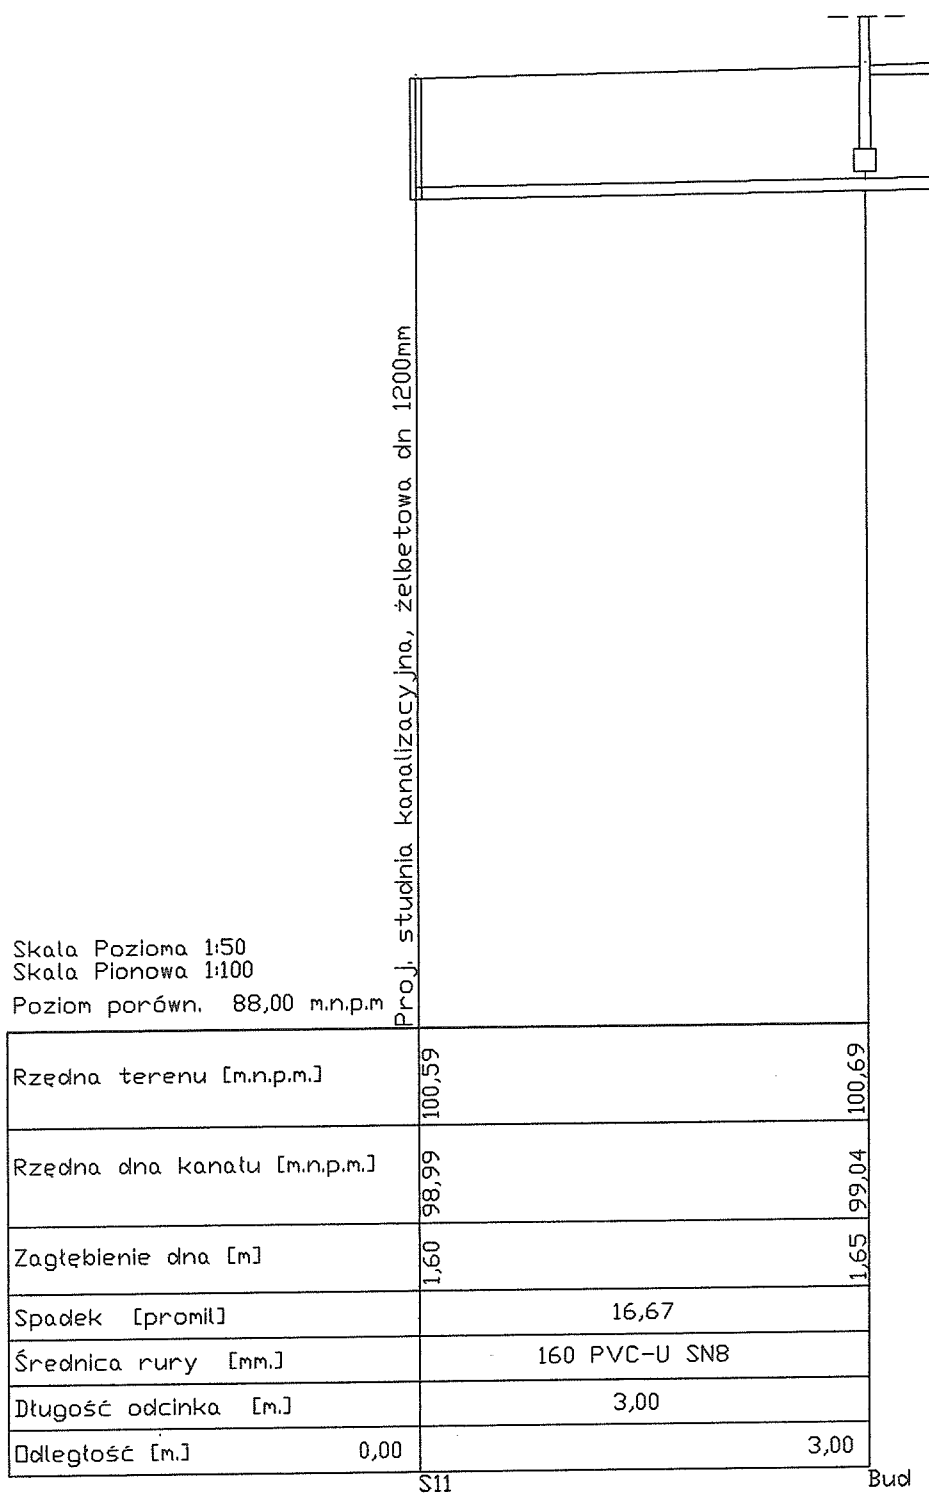 Proj. studnia kanalizacyjna, żelbetowa dn 1200mm
Skala Pozioma 1:50
Skala Pionowa 1:100
Poziom porówn. 88,00 m.n.p.m
Rzędna terenu [m.n.p.m.] 100,59 100,69
Rzędna dna kanału [m.n.p.m.] 98,99 99,04
Zagłębienie dna [m] 1,60 1,65
Spadek [promil] 16,67
Średnica rury [mm.] 160 PVC-U SN8
Długość odcinka [m.] 3,00
Odległość [m.] 0,00 3,00
S11 Bud